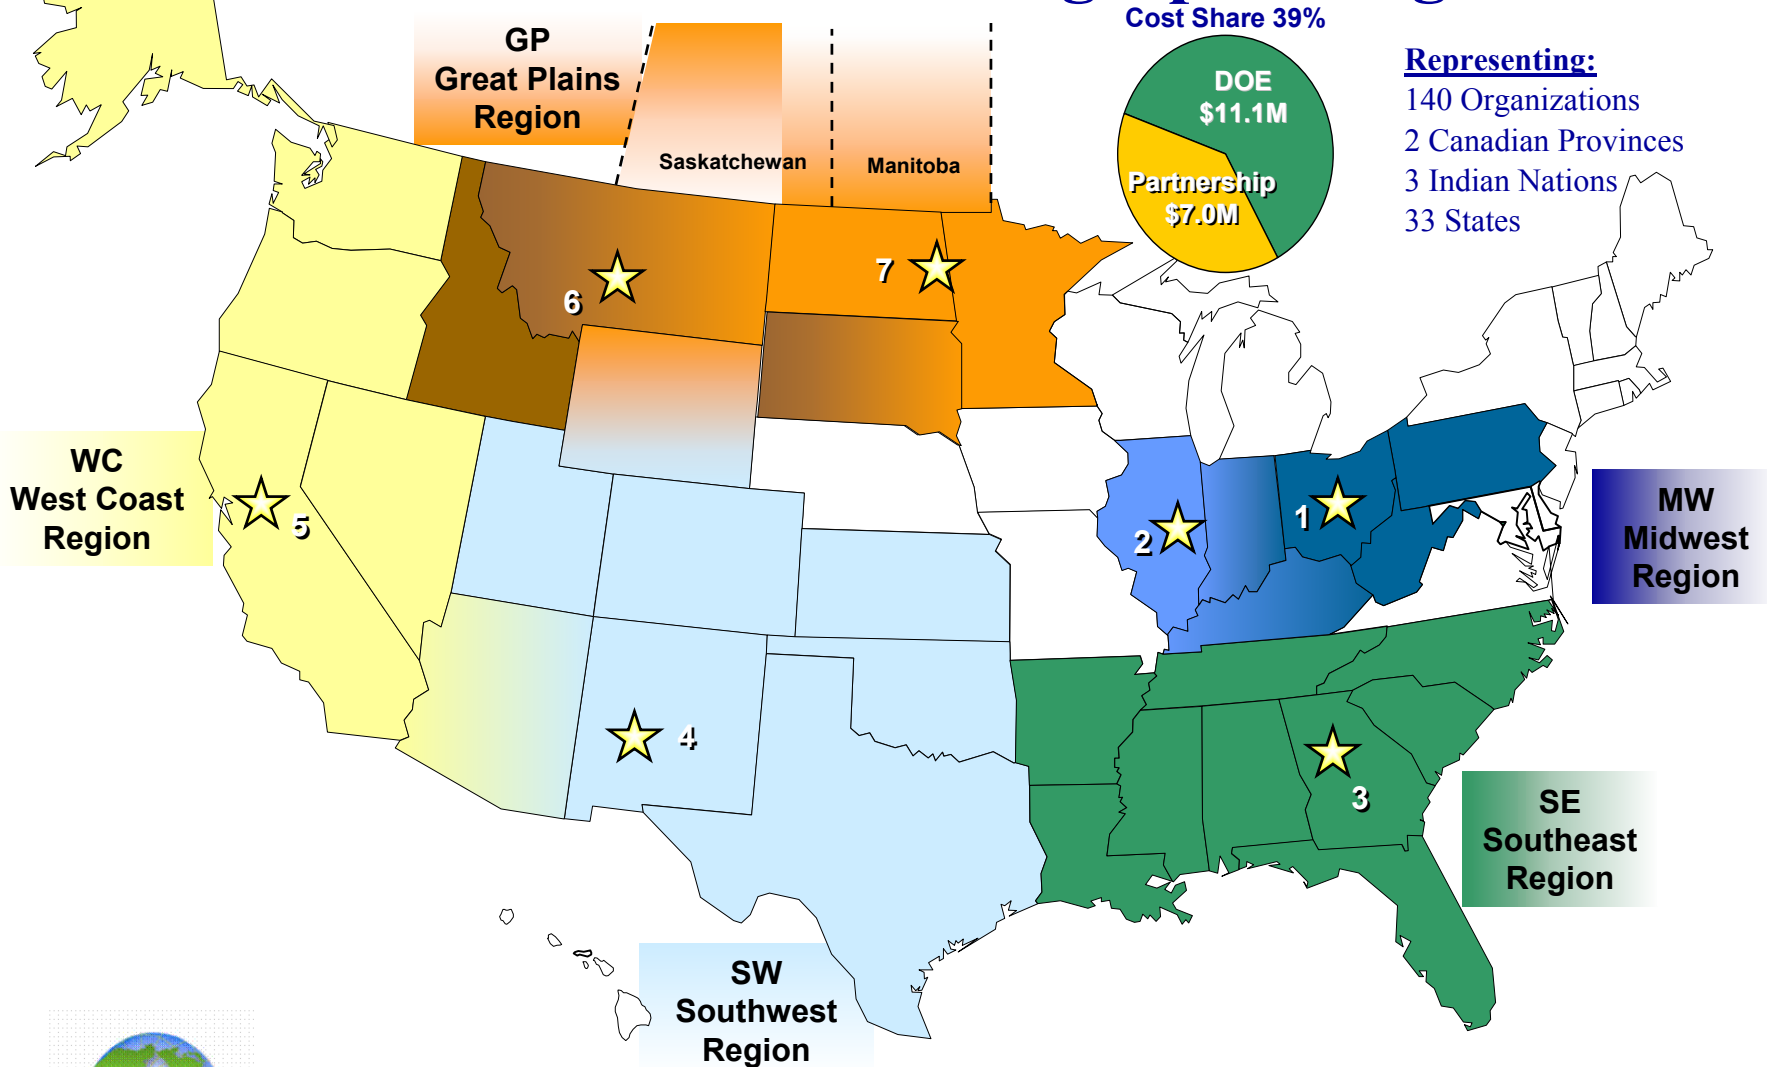 Cost Share 39%
GP
Great Plains
Region
Saskatchewan
Manitoba
DOE
$11.1M
Partnership
$7.0M
Representing:
140 Organizations
2 Canadian Provinces
3 Indian Nations
33 States
6
7
WC
West Coast
Region
5
2
1
MW
Midwest
Region
4
3
SE
Southeast
Region
SW
Southwest
Region